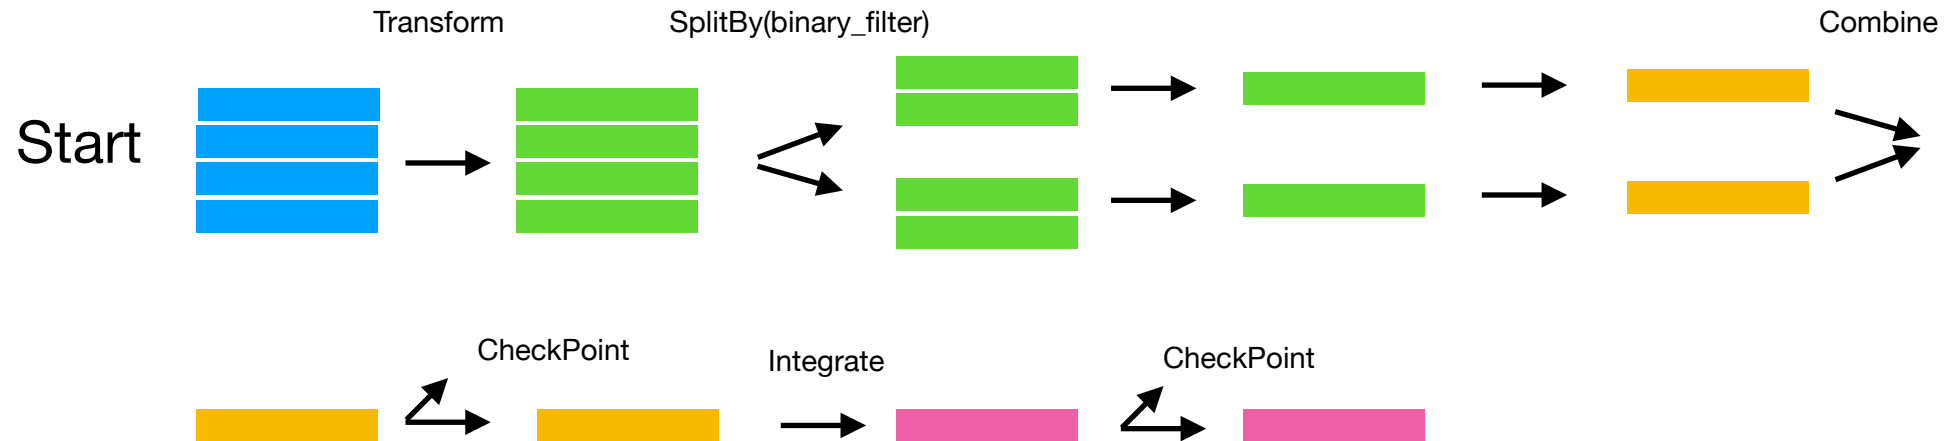 Transform
SplitBy(binary_filter)
Combine
Start
CheckPoint
Integrate
CheckPoint